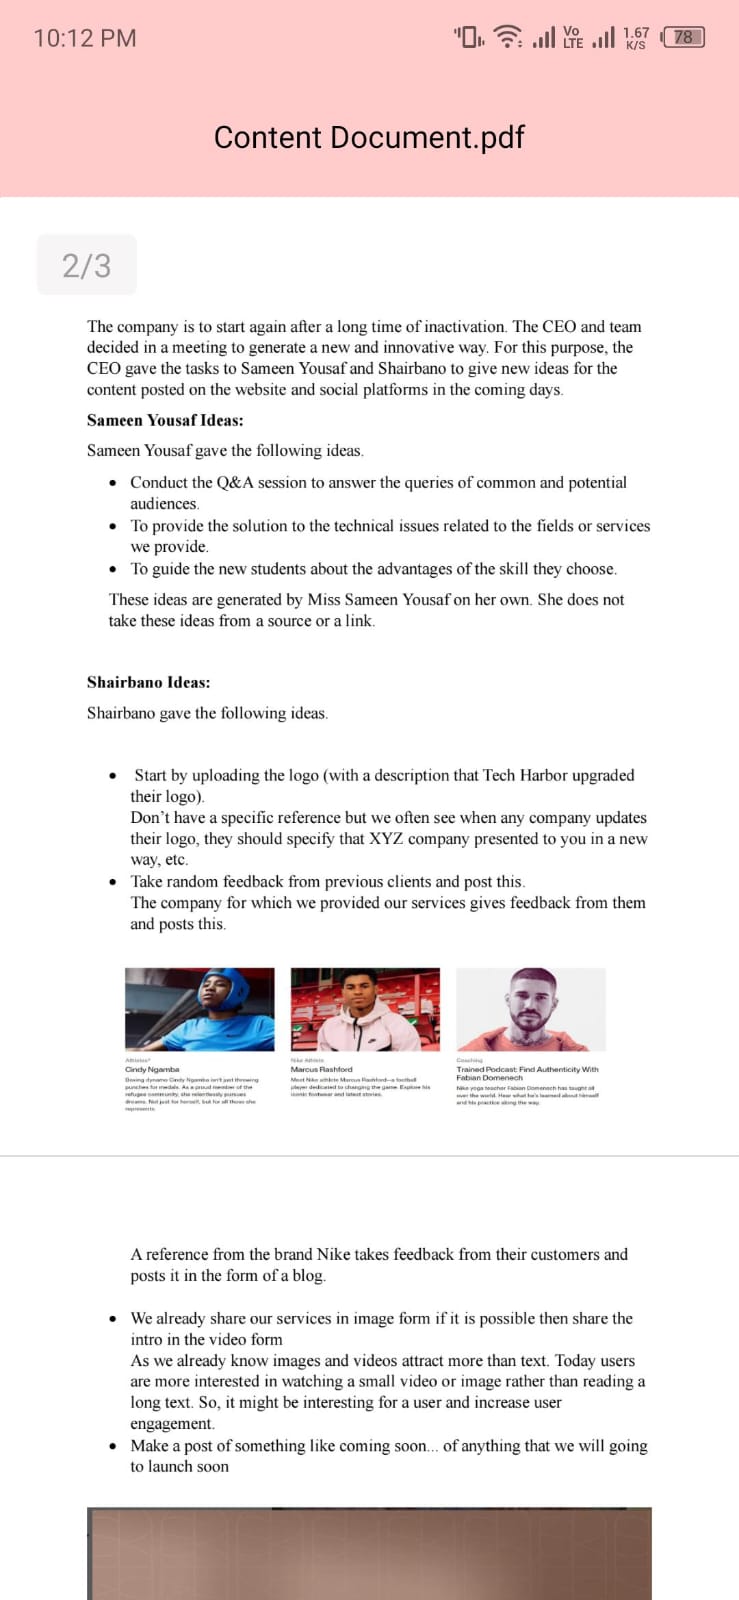 10:12 PM
Vo
LTE
1.67
K/S
78
Content Document.pdf
2/3
The company is to start again after a long time of inactivation. The CEO and team
decided in a meeting to generate a new and innovative way. For this purpose, the
CEO gave the tasks to Sameen Yousaf and Shairbano to give new ideas for the
content posted on the website and social platforms in the coming days.
Sameen Yousaf Ideas:
Sameen Yousaf gave the following ideas.
• Conduct the Q&A session to answer the queries of common and potential
audiences.
• To provide the solution to the technical issues related to the fields or services
we provide.
• To guide the new students about the advantages of the skill they choose.
These ideas are generated by Miss Sameen Yousaf on her own. She does not
take these ideas from a source or a link.
Shairbano Ideas:
Shairbano gave the following ideas.
• Start by uploading the logo (with a description that Tech Harbor upgraded
their logo).
Don't have a specific reference but we often see when any company updates
their logo, they should specify that XYZ company presented to you in a new
way, etc.
• Take random feedback from previous clients and post this.
The company for which we provided our services gives feedback from them
and posts this.
Athletes*
Cindy Ngamba
Boxing dynamo Cindy Ngamba isn't just throwing
punches for medals. As a proud member of the
refugee community, she relentlessly pursues
dreams. Not just for herself, but for all those she
represents.
Nike Athlete
Marcus Rashford
Meet Nike athlete Marcus Rashford—a football
player dedicated to changing the game. Explore his
iconic footwear and latest stories.
Coaching
Trained Podcast: Find Authenticity With
Fabian Domenech
Nike yoga teacher Fabian Domenech has taught all
over the world. Hear what he's learned about himself
and his practice along the way.
A reference from the brand Nike takes feedback from their customers and
posts it in the form of a blog.
• We already share our services in image form if it is possible then share the
intro in the video form
As we already know images and videos attract more than text. Today users
are more interested in watching a small video or image rather than reading a
long text. So, it might be interesting for a user and increase user
engagement.
• Make a post of something like coming soon... of anything that we will going
to launch soon